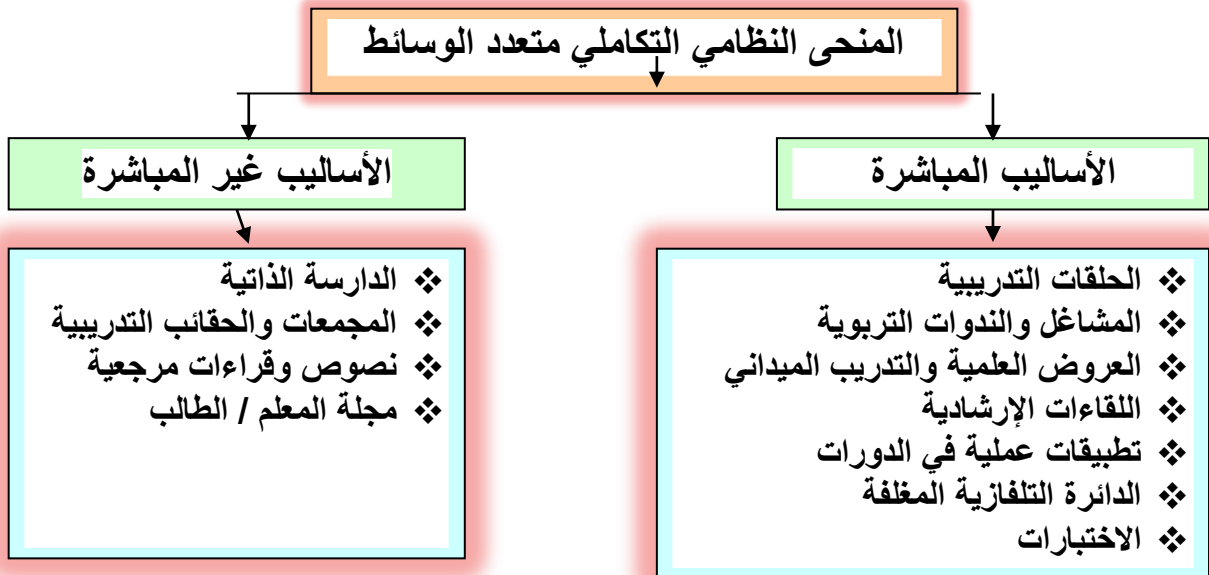 المنحى النظامي التكاملي متعدد الوسائط
الأساليب المباشرة
❖ الحلقات التدريبية
❖ المشاغل والندوات التربوية
❖ العروض العلمية والتدريب الميداني
❖ اللقاءات الإرشادية
❖ تطبيقات عملية في الدورات
❖ الدائرة التلفازية المغلفة
❖ الاختبارات
الأساليب غير المباشرة
❖ الدارسة الذاتية
❖ المجمعات والحقائب التدريبية
❖ نصوص وقراءات مرجعية
❖ مجلة المعلم / الطالب